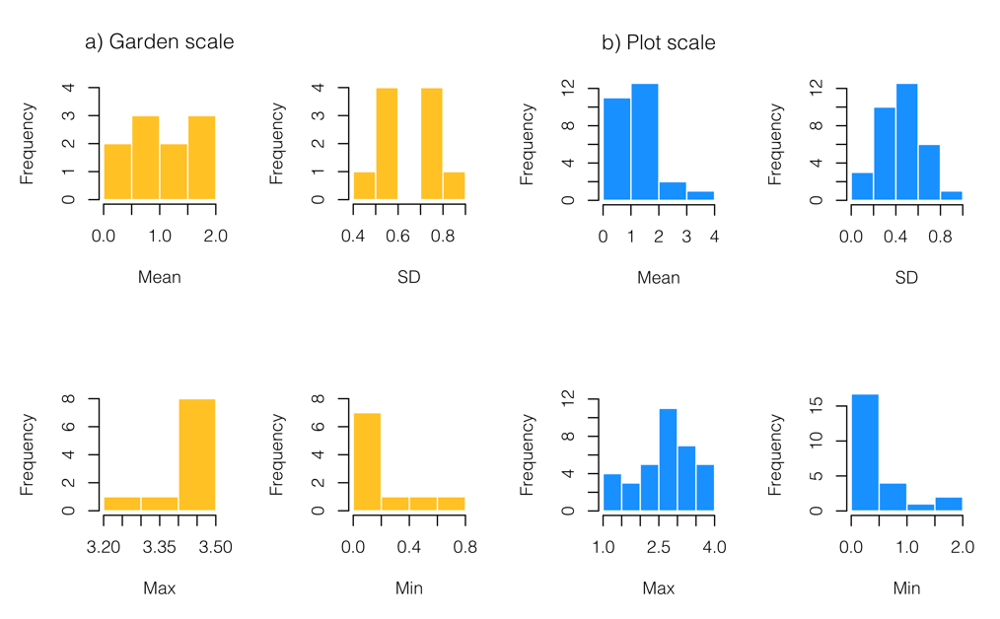 a) Garden scale
b) Plot scale
Frequency
4
3
2
1
0
0.0 1.0 2.0
Mean
Frequency
4
3
2
1
0
0.4 0.6 0.8
SD
Frequency
12
8
4
0
0 1 2 3 4
Mean
Frequency
12
8
4
0
0.0 0.4 0.8
SD
Frequency
8
6
4
2
0
3.20 3.35 3.50
Max
Frequency
8
6
4
2
0
0.0 0.4 0.8
Min
Frequency
12
8
4
0
1.0 2.5 4.0
Max
Frequency
15
10
5
0
0.0 1.0 2.0
Min